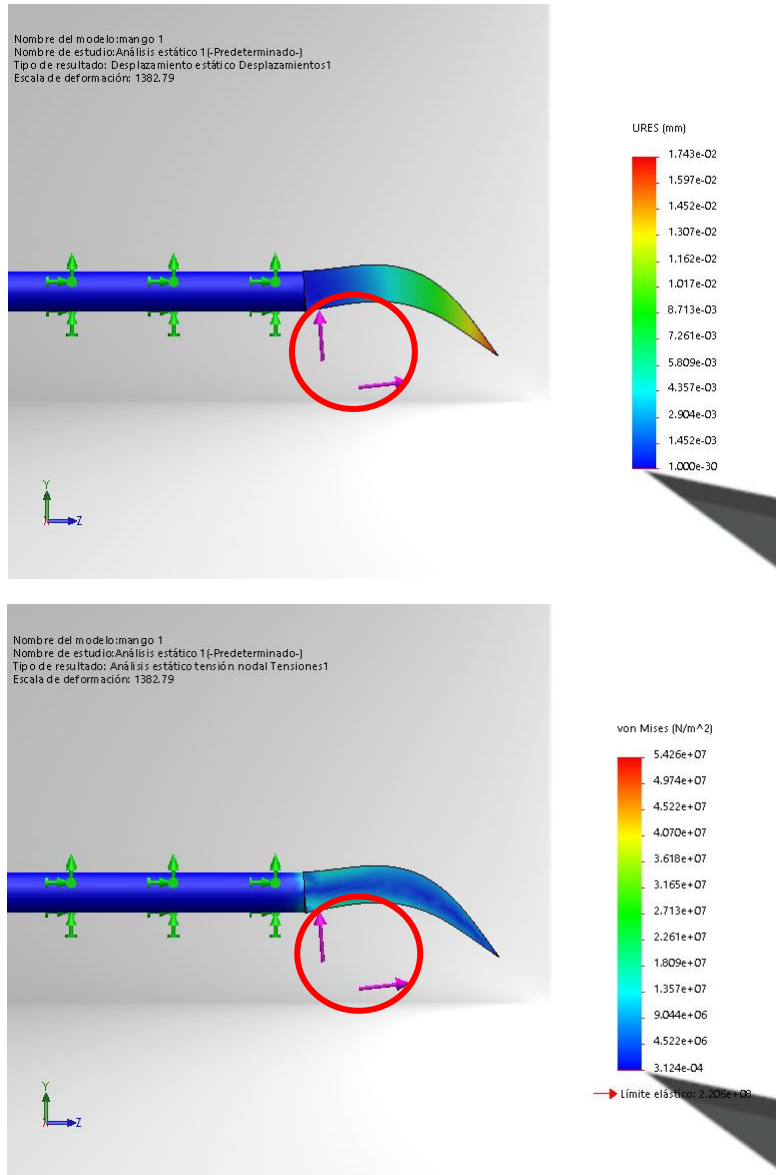 Nombre del modelo:mango 1
Nombre de estudio:Análisis estático 1(-Predeterminado-)
Tipo de resultado: Desplazamiento estático Desplazamientos1
Escala de deformación: 1382.79
URES (mm)
1.743e-02
1.597e-02
1.452e-02
1.307e-02
1.162e-02
1.017e-02
8.713e-03
7.261e-03
5.809e-03
4.357e-03
2.904e-03
1.452e-03
1.000e-30
Y
Z
Nombre del modelo:mango 1
Nombre de estudio:Análisis estático 1(-Predeterminado-)
Tipo de resultado: Análisis estático tensión nodal Tensiones1
Escala de deformación: 1382.79
von Mises (N/m^2)
5.426e+07
4.974e+07
4.522e+07
4.070e+07
3.618e+07
3.165e+07
2.713e+07
2.261e+07
1.809e+07
1.357e+07
9.044e+06
4.522e+06
3.124e-04
Límite elástico: 2.206e+08
Y
Z